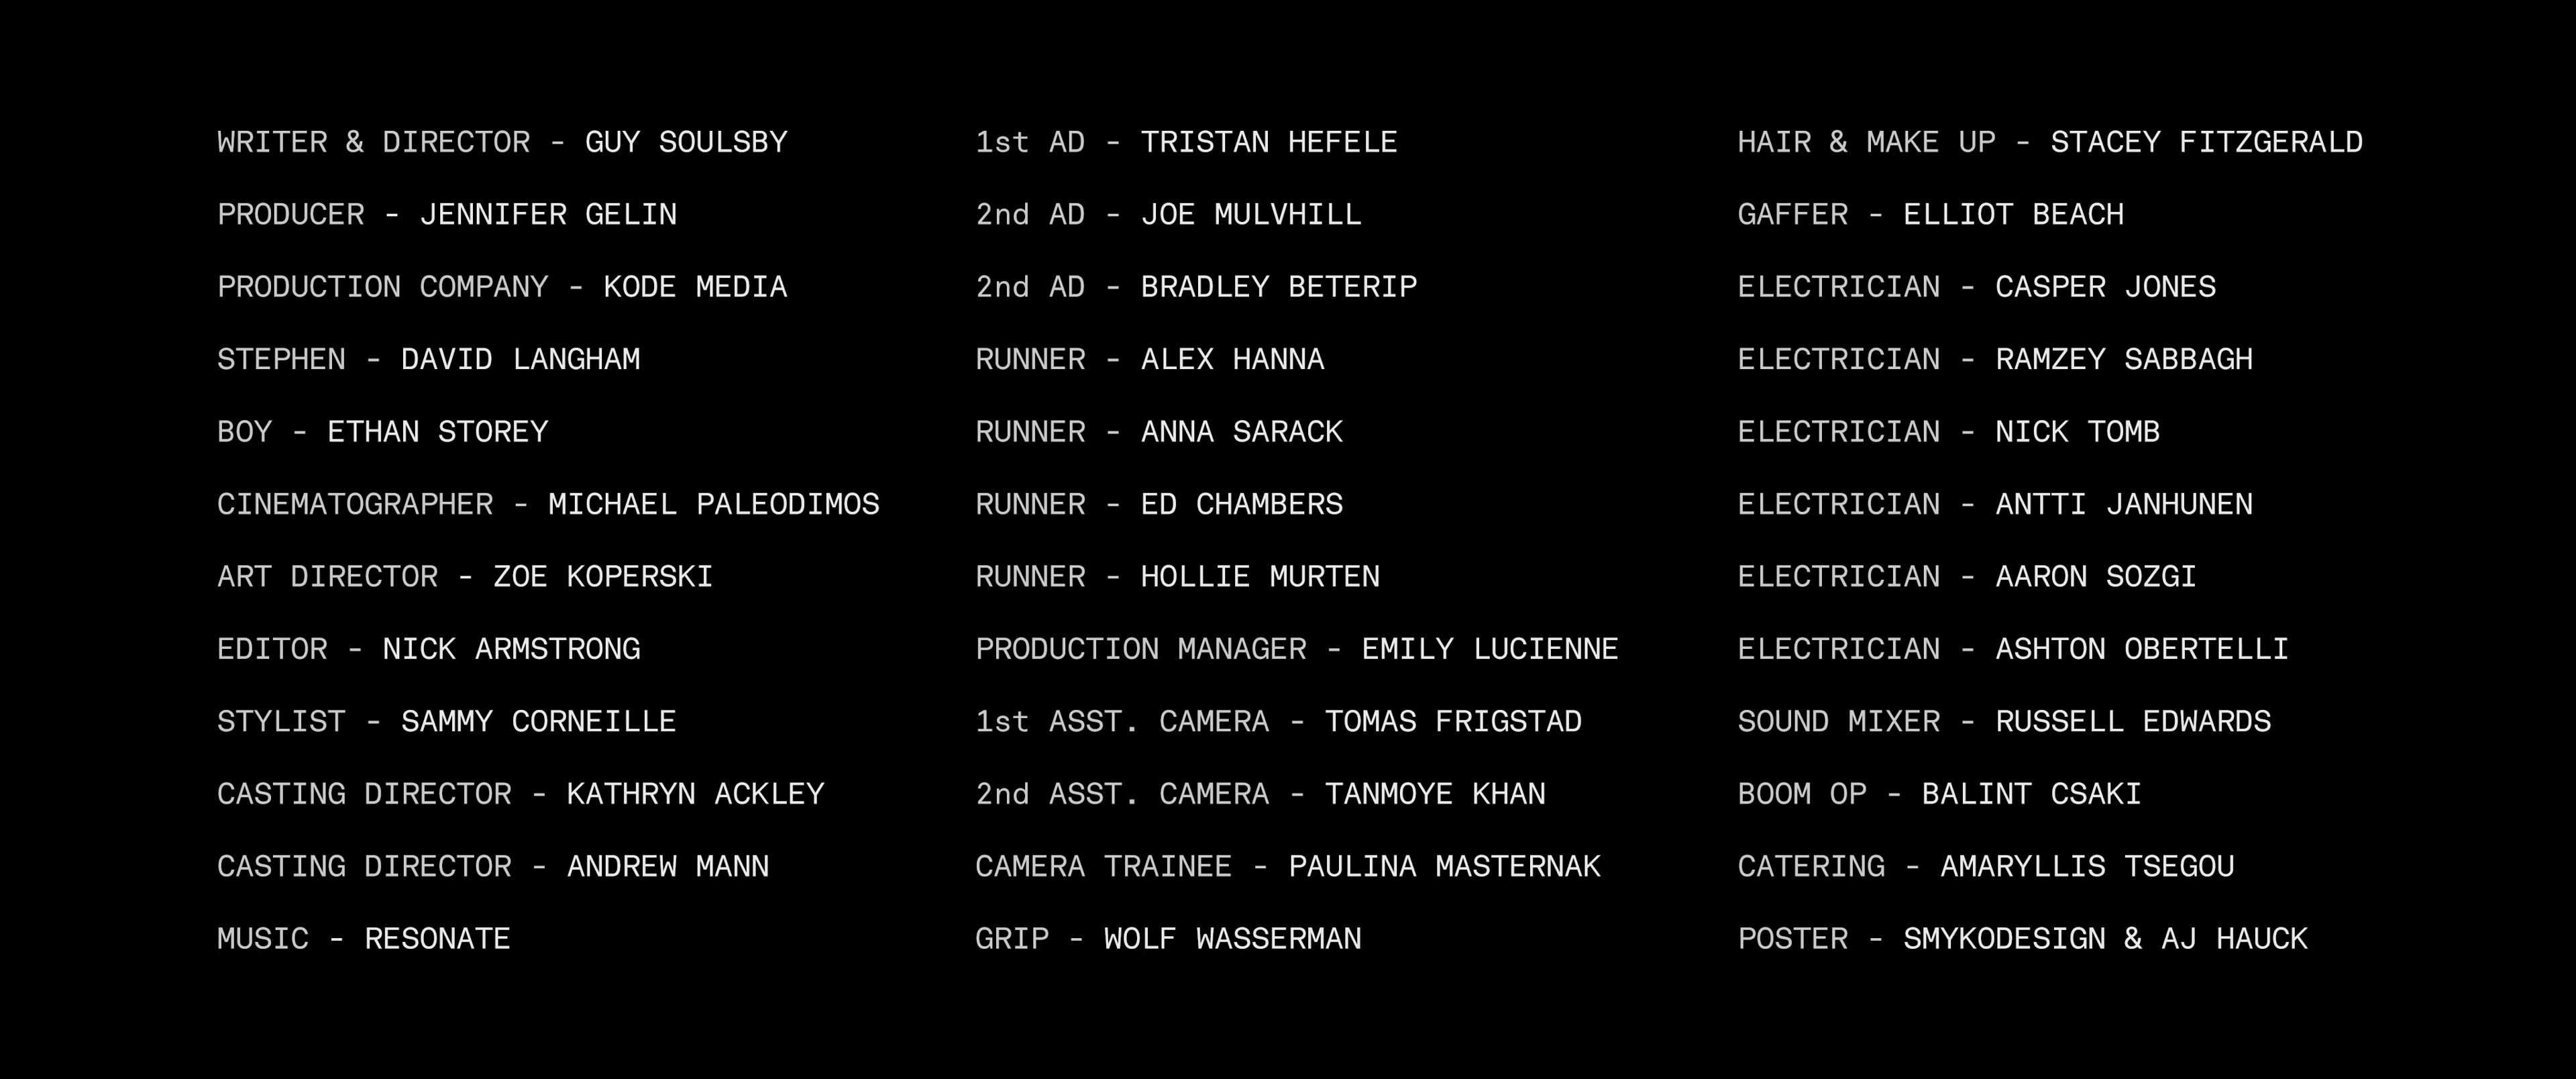 WRITER & DIRECTOR - GUY SOULSBY
PRODUCER - JENNIFER GELIN
PRODUCTION COMPANY - KODE MEDIA
STEPHEN - DAVID LANGHAM
BOY - ETHAN STOREY
CINEMATOGRAPHER - MICHAEL PALEODIMOS
ART DIRECTOR - ZOE KOPERSKI
EDITOR - NICK ARMSTRONG
STYLIST - SAMMY CORNEILLE
CASTING DIRECTOR - KATHRYN ACKLEY
CASTING DIRECTOR - ANDREW MANN
MUSIC - RESONATE
1st AD - TRISTAN HEFELE
2nd AD - JOE MULVHILL
2nd AD - BRADLEY BETERIP
RUNNER - ALEX HANNA
RUNNER - ANNA SARACK
RUNNER - ED CHAMBERS
RUNNER - HOLLIE MURTEN
PRODUCTION MANAGER - EMILY LUCIENNE
1st ASST. CAMERA - TOMAS FRIGSTAD
2nd ASST. CAMERA - TANMOYE KHAN
CAMERA TRAINEE - PAULINA MASTERNAK
GRIP - WOLF WASSERMAN
HAIR & MAKE UP - STACEY FITZGERALD
GAFFER - ELLIOT BEACH
ELECTRICIAN - CASPER JONES
ELECTRICIAN - RAMZEY SABBAGH
ELECTRICIAN - NICK TOMB
ELECTRICIAN - ANTTI JANHUNEN
ELECTRICIAN - AARON SOZGI
ELECTRICIAN - ASHTON OBERTELLI
SOUND MIXER - RUSSELL EDWARDS
BOOM OP - BALINT CSAKI
CATERING - AMARYLLIS TSEGOU
POSTER - SMYKODESIGN & AJ HAUCK